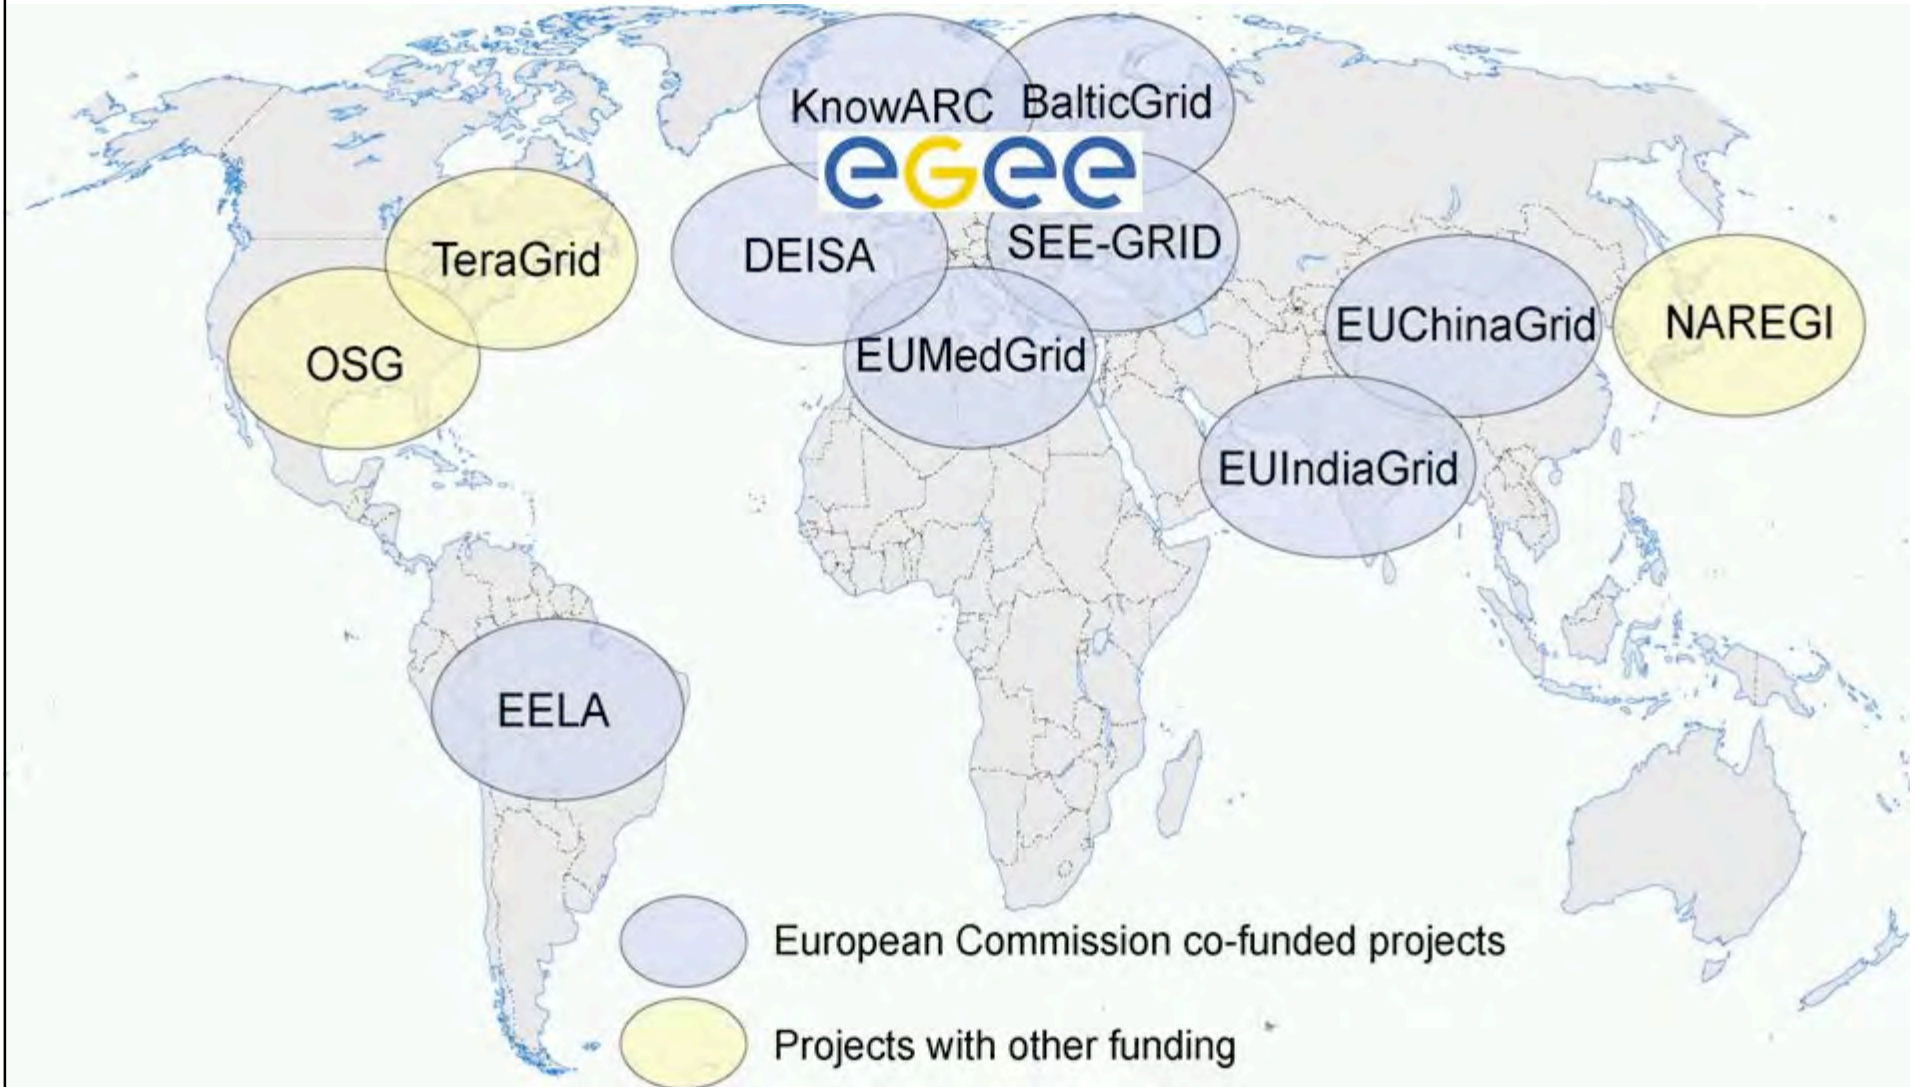 KnowARC
BalticGrid
eGee
TeraGrid
DEISA
SEE-GRID
OSG
EUMedGrid
EUChinaGrid
NAREGI
EUIndiaGrid
EELA
European Commission co-funded projects
Projects with other funding